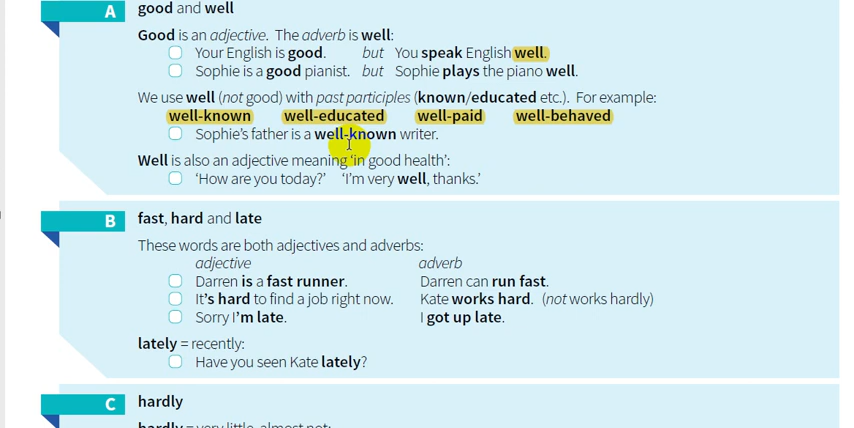 A
good and well
Good is an adjective. The adverb is well:
Your English is good. but You speak English well.
Sophie is a good pianist. but Sophie plays the piano well.
We use well (not good) with past participles (known/educated etc.). For example:
well-known well-educated well-paid well-behaved
Sophie's father is a well-known writer.
Well is also an adjective meaning 'in good health':
'How are you today?' 'I'm very well, thanks.'
B
fast, hard and late
These words are both adjectives and adverbs:
adjective adverb
Darren is a fast runner. Darren can run fast.
It's hard to find a job right now. Kate works hard. (not works hardly)
Sorry I'm late. I got up late.
lately = recently:
Have you seen Kate lately?
C
hardly
hardly = very little, almost not: